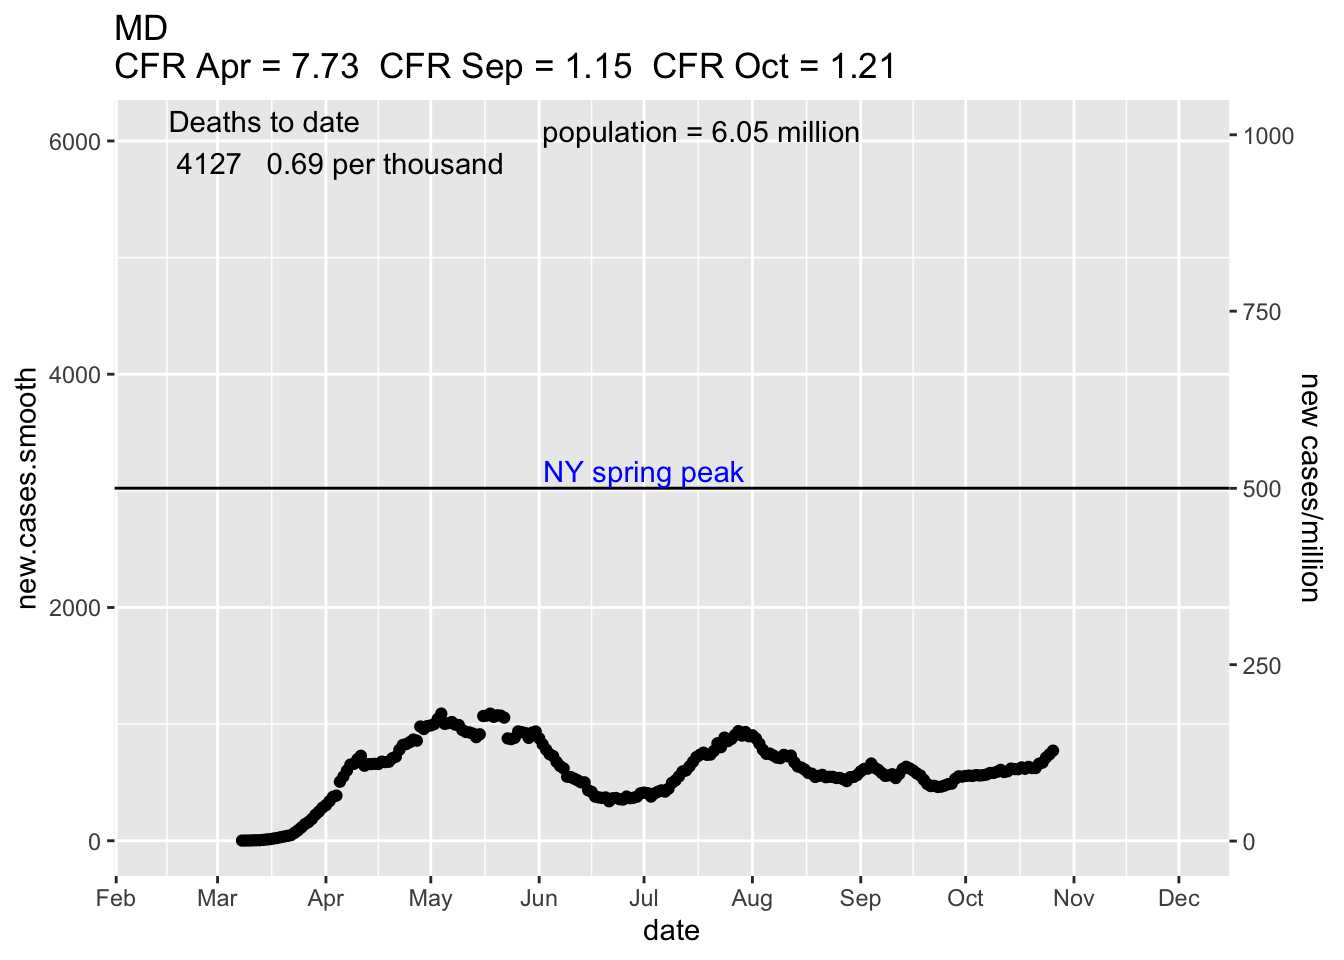 MD
CFR Apr = 7.73  CFR Sep = 1.15  CFR Oct = 1.21
Deaths to date
4127   0.69 per thousand
population = 6.05 million
NY spring peak
new.cases.smooth
6000
4000
2000
0
1000
750
500
250
0
new cases/million
Feb Mar Apr May Jun Jul Aug Sep Oct Nov Dec
date